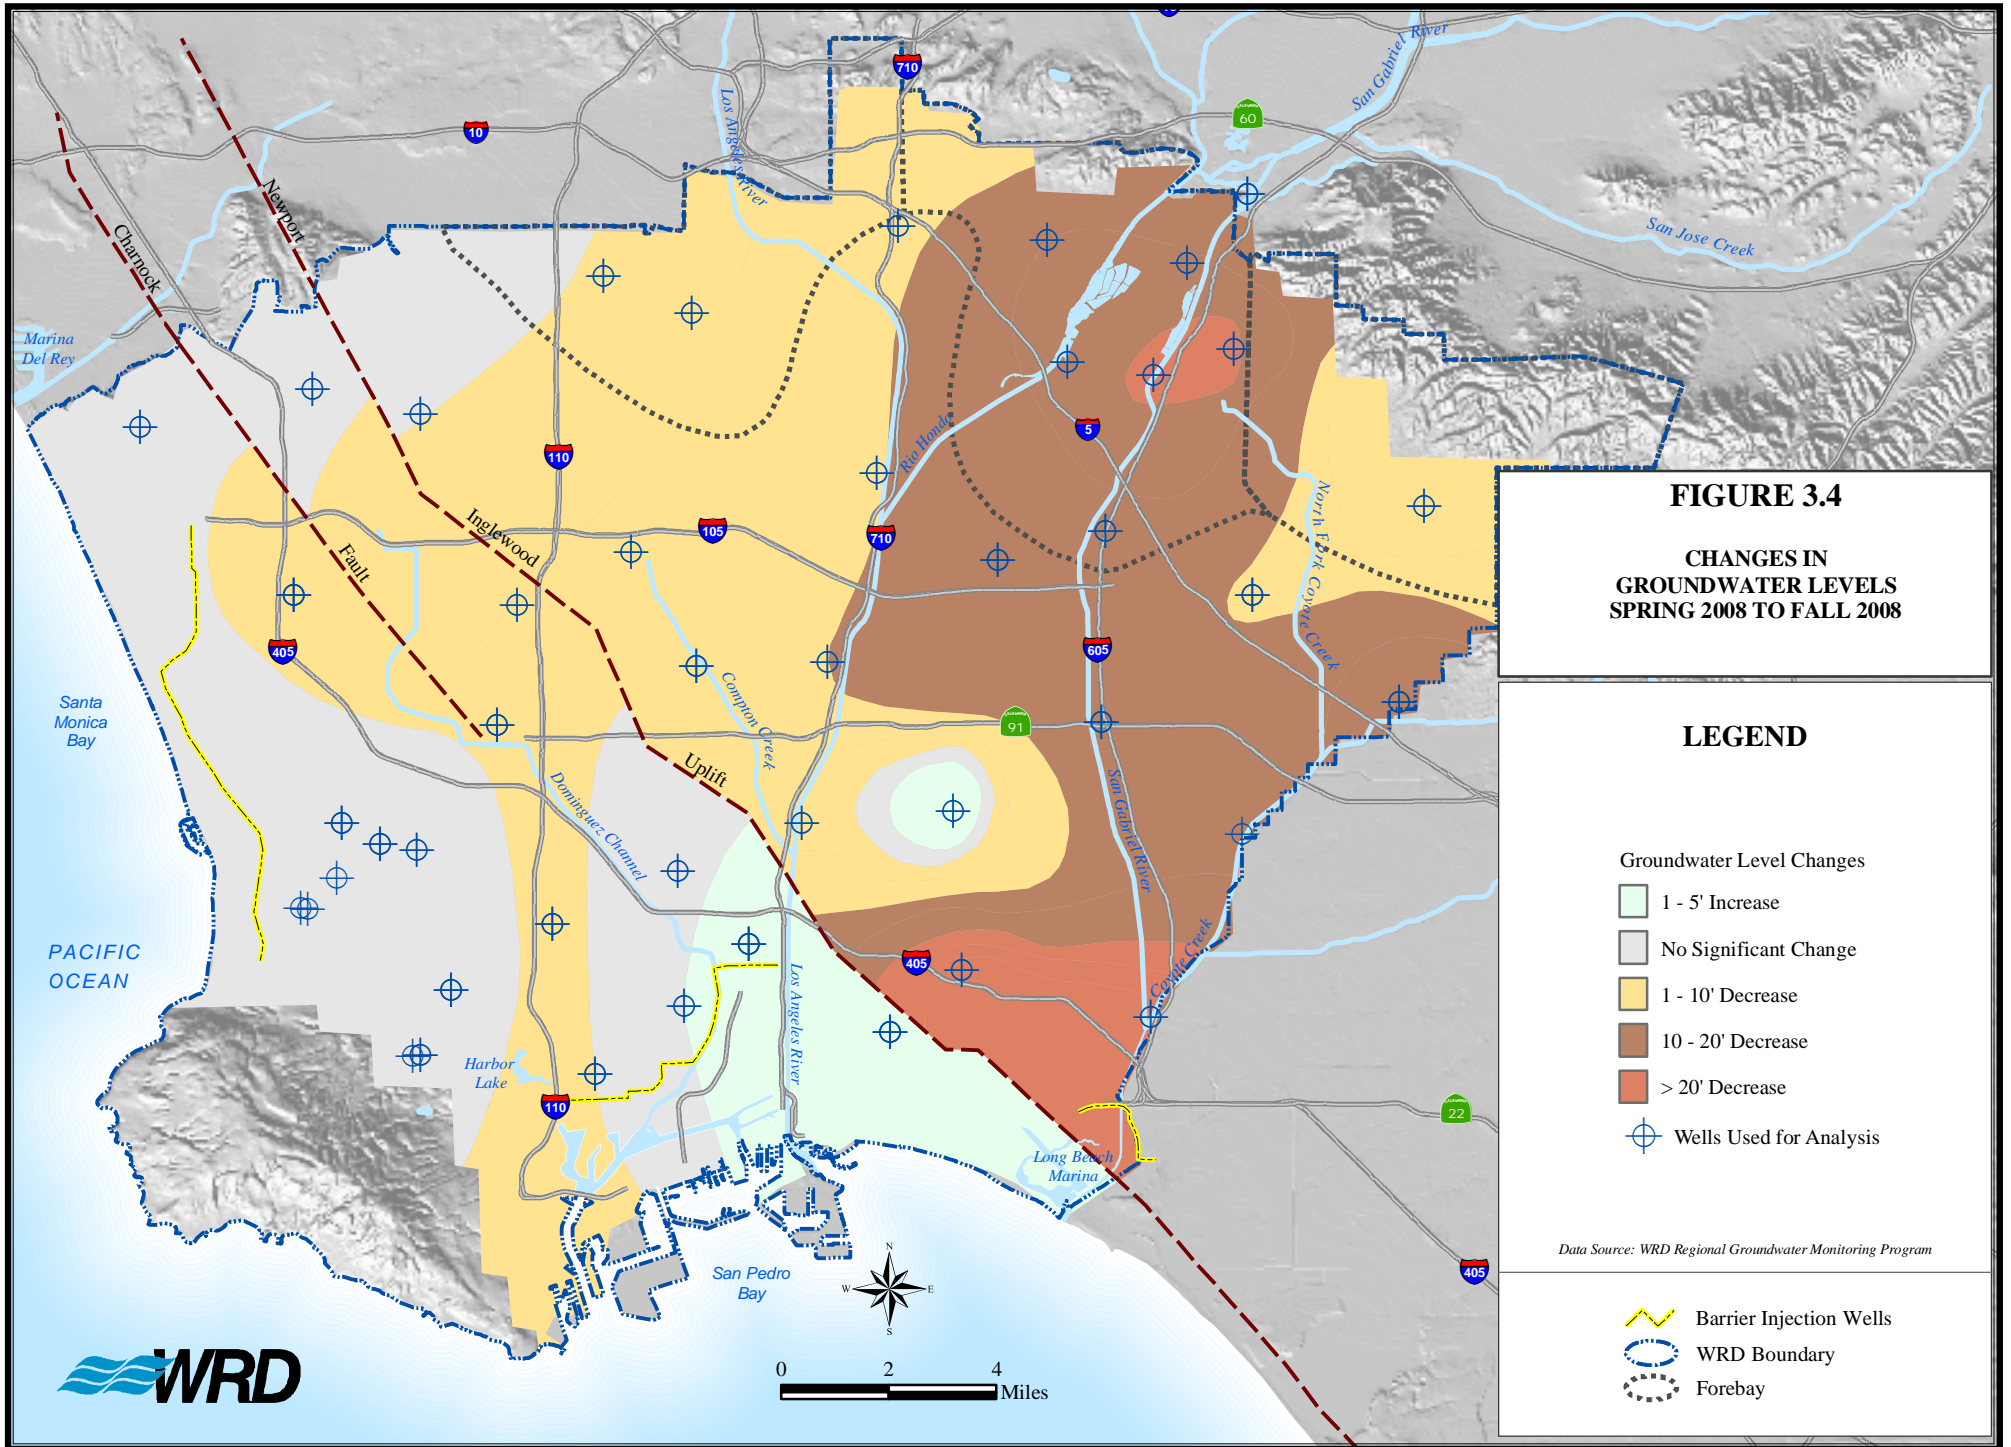 710
10
60
San Gabriel River
Los Angeles River
Newport
Charnock
San Jose Creek
Marina
Del Rey
5
110
Rio Hondo
105
710
Inglewood
Fault
North Fork Coyote Creek
405
605
Compton Creek
Santa
Monica
Bay
91
Uplift
Dominguez Channel
San Gabriel River
PACIFIC
OCEAN
405
Coyote Creek
Los Angeles River
Harbor
Lake
110
22
Long Beach
Marina
San Pedro
Bay
405
N
W
E
S
WRD
0 2 4
Miles
FIGURE 3.4
CHANGES IN
GROUNDWATER LEVELS
SPRING 2008 TO FALL 2008
LEGEND
Groundwater Level Changes
1 - 5' Increase
No Significant Change
1 - 10' Decrease
10 - 20' Decrease
> 20' Decrease
Wells Used for Analysis
Data Source: WRD Regional Groundwater Monitoring Program
Barrier Injection Wells
WRD Boundary
Forebay